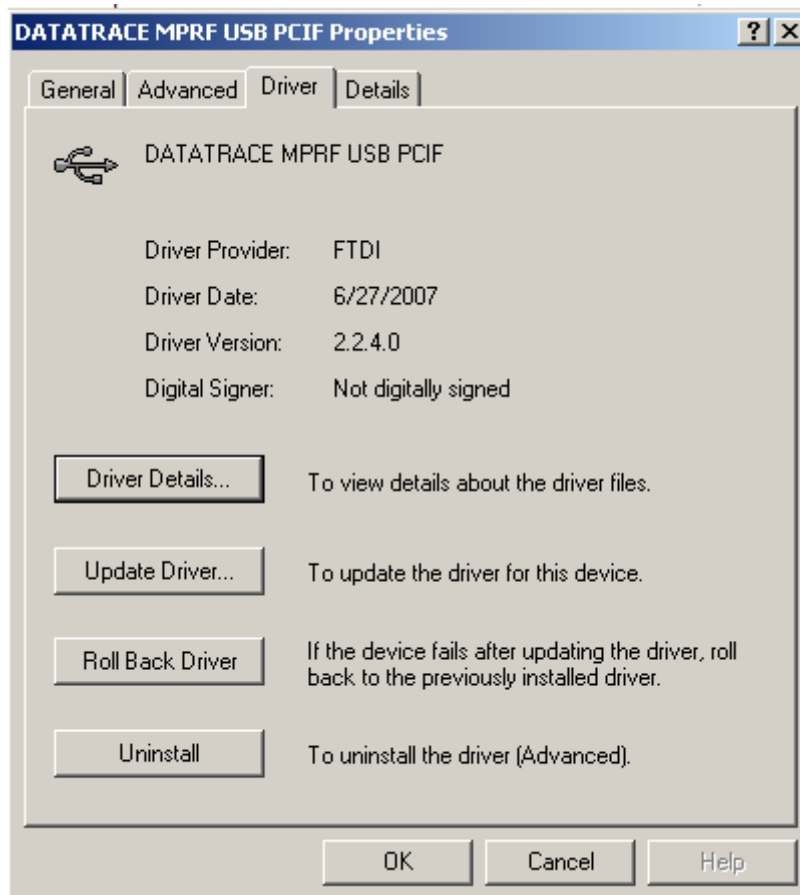 DATATRACE MPRF USB PCIF Properties
General Advanced Driver Details
DATATRACE MPRF USB PCIF
Driver Provider: FTDI
Driver Date: 6/27/2007
Driver Version: 2.2.4.0
Digital Signer: Not digitally signed
Driver Details... To view details about the driver files.
Update Driver... To update the driver for this device.
Roll Back Driver If the device fails after updating the driver, roll
back to the previously installed driver.
Uninstall To uninstall the driver (Advanced).
OK Cancel Help